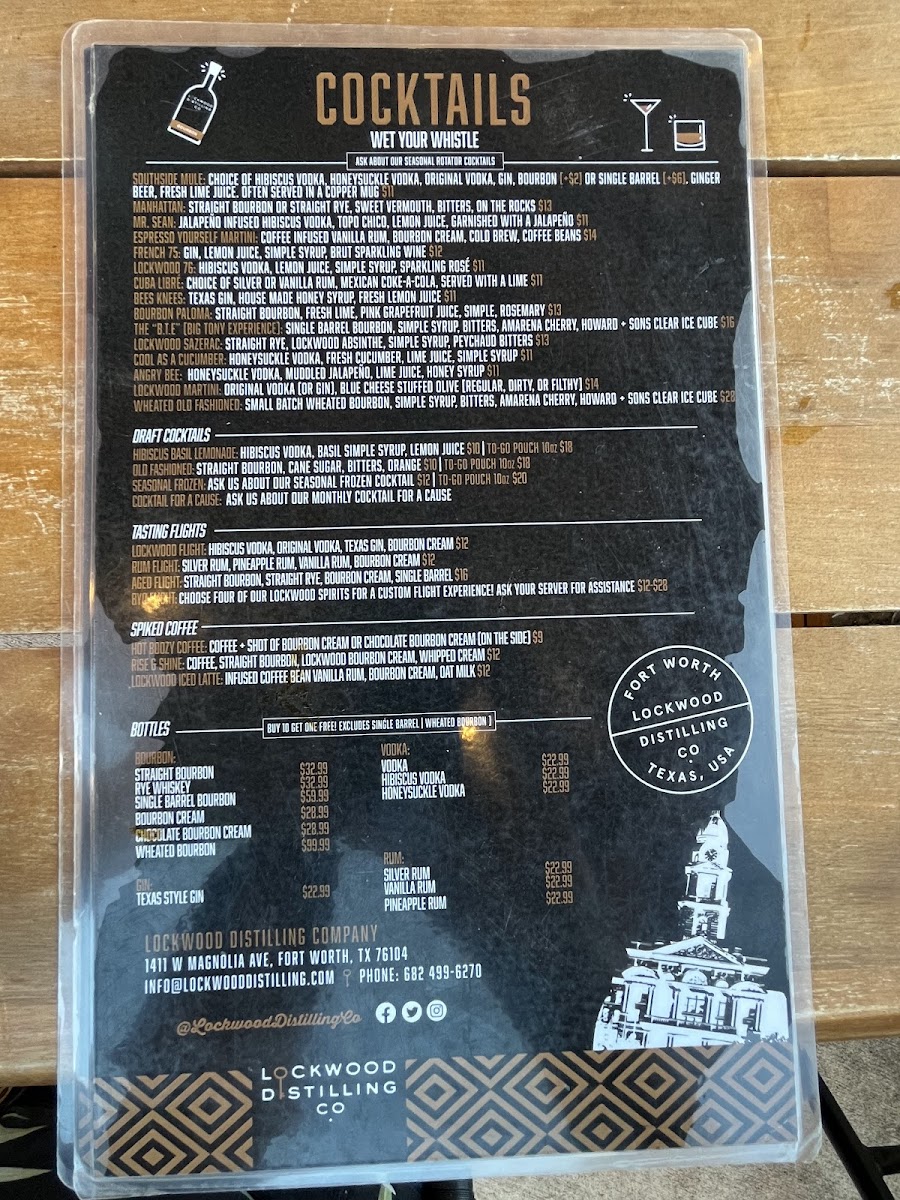 LOCKWOOD
DISTILLING
CO
BOURBON
COCKTAILS
WET YOUR WHISTLE
ASK ABOUT OUR SEASONAL ROTATOR COCKTAILS
SOUTHSIDE MULE: CHOICE OF HIBISCUS VODKA, HONEYSUCKLE VODKA, ORIGINAL VODKA, GIN, BOURBON [+$2] OR SINGLE BARREL [+$6], GINGER
BEER, FRESH LIME JUICE. OFTEN SERVED IN A COPPER MUG $11
MANHATTAN: STRAIGHT BOURBON OR STRAIGHT RYE, SWEET VERMOUTH, BITTERS, ON THE ROCKS $13
MR. SEAN: JALAPEÑO INFUSED HIBISCUS VODKA, TOPO CHICO, LEMON JUICE, GARNISHED WITH A JALAPEÑO $11
ESPRESSO YOURSELF MARTINI: COFFEE INFUSED VANILLA RUM, BOURBON CREAM, COLD BREW, COFFEE BEANS $14
FRENCH 75: GIN, LEMON JUICE, SIMPLE SYRUP, BRUT SPARKLING WINE $12
LOCKWOOD 76: HIBISCUS VODKA, LEMON JUICE, SIMPLE SYRUP, SPARKLING ROSÉ $11
CUBA LIBRE: CHOICE OF SILVER OR VANILLA RUM, MEXICAN COKE-A-COLA, SERVED WITH A LIME $11
BEES KNEES: TEXAS GIN, HOUSE MADE HONEY SYRUP, FRESH LEMON JUICE $11
BOURBON PALOMA: STRAIGHT BOURBON, FRESH LIME, PINK GRAPEFRUIT JUICE, SIMPLE, ROSEMARY $13
THE "B.T.E" [BIG TONY EXPERIENCE]: SINGLE BARREL BOURBON, SIMPLE SYRUP, BITTERS, AMARENA CHERRY, HOWARD + SONS CLEAR ICE CUBE $16
LOCKWOOD SAZERAC: STRAIGHT RYE, LOCKWOOD ABSINTHE, SIMPLE SYRUP, PEYCHAUD BITTERS $13
COOL AS A CUCUMBER: HONEYSUCKLE VODKA, FRESH CUCUMBER, LIME JUICE, SIMPLE SYRUP $11
ANGRY BEE: HONEYSUCKLE VODKA, MUDDLED JALAPEÑO, LIME JUICE, HONEY SYRUP $11
LOCKWOOD MARTINI: ORIGINAL VODKA [OR GIN], BLUE CHEESE STUFFED OLIVE [REGULAR, DIRTY, OR FILTHY] $14
WHEATED OLD FASHIONED: SMALL BATCH WHEATED BOURBON, SIMPLE SYRUP, BITTERS, AMARENA CHERRY, HOWARD + SONS CLEAR ICE CUBE $28
DRAFT COCKTAILS
HIBISCUS BASIL LEMONADE: HIBISCUS VODKA, BASIL SIMPLE SYRUP, LEMON JUICE $10 | TO-GO POUCH 10oz $18
OLD FASHIONED: STRAIGHT BOURBON, CANE SUGAR, BITTERS, ORANGE $10 | TO-GO POUCH 10oz $18
SEASONAL FROZEN: ASK US ABOUT OUR SEASONAL FROZEN COCKTAIL $12 | TO-GO POUCH 10oz $20
COCKTAIL FOR A CAUSE: ASK US ABOUT OUR MONTHLY COCKTAIL FOR A CAUSE
TASTING FLIGHTS
LOCKWOOD FLIGHT: HIBISCUS VODKA, ORIGINAL VODKA, TEXAS GIN, BOURBON CREAM $12
RUM FLIGHT: SILVER RUM, PINEAPPLE RUM, VANILLA RUM, BOURBON CREAM $12
AGED FLIGHT: STRAIGHT BOURBON, STRAIGHT RYE, BOURBON CREAM, SINGLE BARREL $16
BYO FLIGHT: CHOOSE FOUR OF OUR LOCKWOOD SPIRITS FOR A CUSTOM FLIGHT EXPERIENCE! ASK YOUR SERVER FOR ASSISTANCE $12-$28
SPIKED COFFEE
HOT BOOZY COFFEE: COFFEE + SHOT OF BOURBON CREAM OR CHOCOLATE BOURBON CREAM [ON THE SIDE] $9
RISE & SHINE: COFFEE, STRAIGHT BOURBON, LOCKWOOD BOURBON CREAM, WHIPPED CREAM $12
LOCKWOOD ICED LATTE: INFUSED COFFEE BEAN VANILLA RUM, BOURBON CREAM, OAT MILK $12
FORT WORTH
LOCKWOOD
DISTILLING
CO
TEXAS, USA
BOTTLES
BUY 10 GET ONE FREE! EXCLUDES SINGLE BARREL | WHEATED BOURBON ]
BOURBON:
STRAIGHT BOURBON $32.99
RYE WHISKEY $32.99
SINGLE BARREL BOURBON $59.99
BOURBON CREAM $28.99
CHOCOLATE BOURBON CREAM $28.99
WHEATED BOURBON $99.99
VODKA:
VODKA $22.99
HIBISCUS VODKA $22.99
HONEYSUCKLE VODKA $22.99
GIN:
TEXAS STYLE GIN $22.99
RUM:
SILVER RUM $22.99
VANILLA RUM $22.99
PINEAPPLE RUM $22.99
LOCKWOOD DISTILLING COMPANY
1411 W MAGNOLIA AVE, FORT WORTH, TX 76104
INFO@LOCKWOODDISTILLING.COM PHONE: 682 499-6270
@LockwoodDistillingCo
LOCKWOOD
DISTILLING
CO